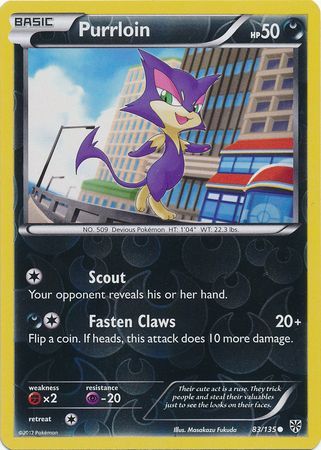 BASIC
Purrloin
HP50
NO. 509 Devious Pokémon HT: 1'04" WT: 22.3 lbs.
Scout
Your opponent reveals his or her hand.
Fasten Claws 20+
Flip a coin. If heads, this attack does 10 more damage.
weakness resistance
×2 -20
retreat
Their cute act is a ruse. They trick
people and steal their valuables
just to see the looks on their faces.
Illus. Masakazu Fukuda
83/135
©2012 Pokémon